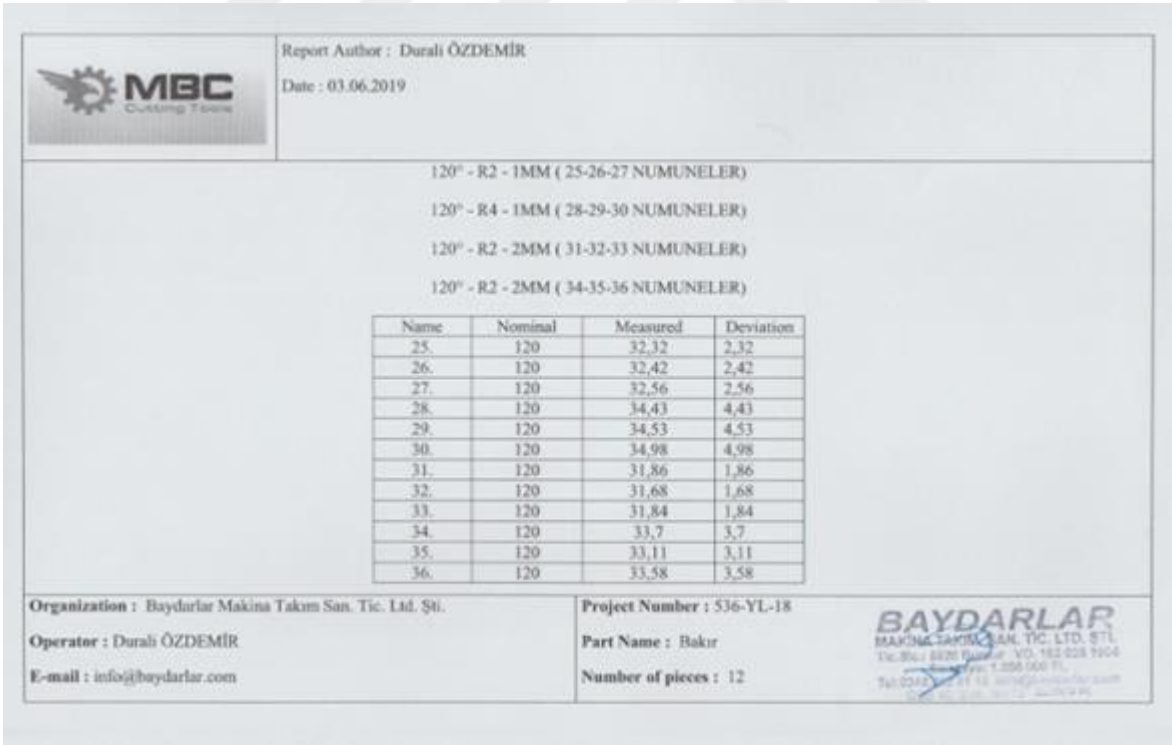 MBC
Cutting Tools
Report Author : Durali ÖZDEMİR
Date : 03.06.2019
120° - R2 - 1MM ( 25-26-27 NUMUNELER)
120° - R4 - 1MM ( 28-29-30 NUMUNELER)
120° - R2 - 2MM ( 31-32-33 NUMUNELER)
120° - R2 - 2MM ( 34-35-36 NUMUNELER)
Name Nominal Measured Deviation
25. 120 32,32 2,32
26. 120 32,42 2,42
27. 120 32,56 2,56
28. 120 34,43 4,43
29. 120 34,53 4,53
30. 120 34,98 4,98
31. 120 31,86 1,86
32. 120 31,68 1,68
33. 120 31,84 1,84
34. 120 33,7 3,7
35. 120 33,11 3,11
36. 120 33,58 3,58
Organization : Baydarlar Makina Takım San. Tic. Ltd. Şti.
Operator : Durali ÖZDEMİR
E-mail : info@baydarlar.com
Project Number : 536-YL-18
Part Name : Bakır
Number of pieces : 12
BAYDARLAR
MAKİNA TAKIM SAN. TİC. LTD. ŞTİ.